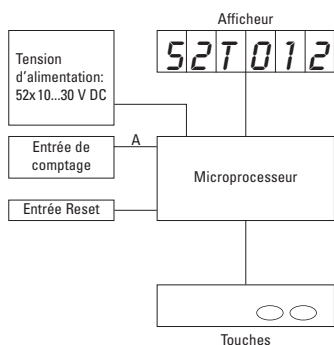 Afficheur
52T012
Tension
d'alimentation:
52x10...30 V DC
Entrée de
comptage
A
Microprocesseur
Entrée Reset
Touches